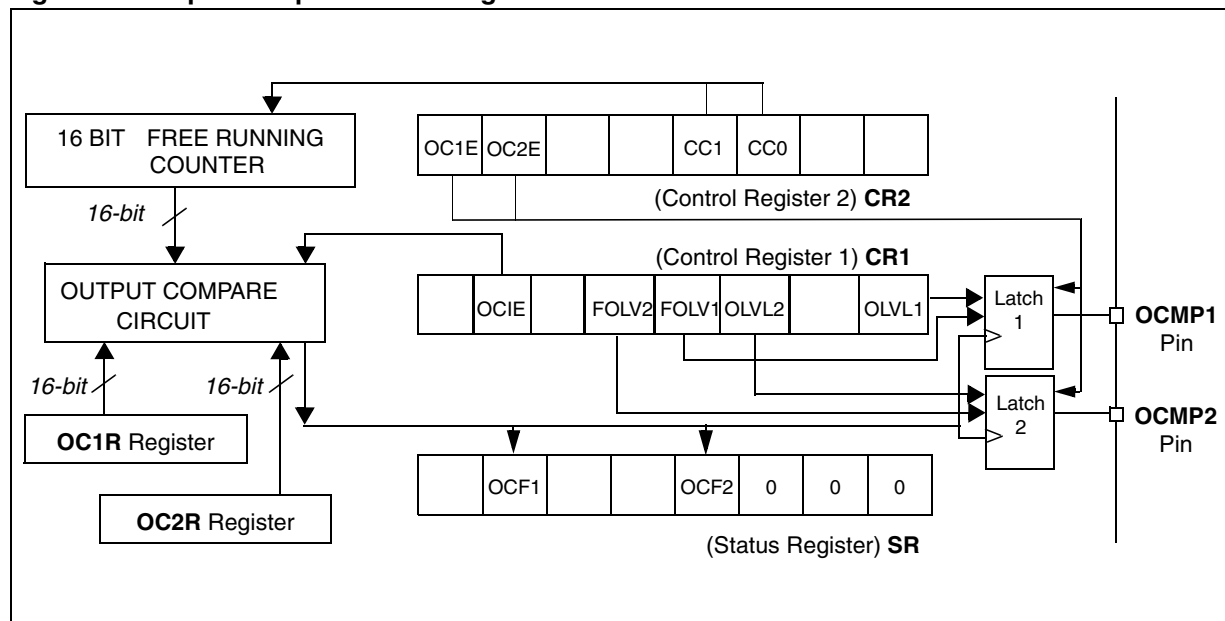 16 BIT FREE RUNNING
COUNTER
16-bit
OC1E OC2E CC1 CC0
(Control Register 2) CR2
(Control Register 1) CR1
OUTPUT COMPARE
CIRCUIT
OCIE FOLV2 FOLV1 OLVL2 OLVL1
Latch
1
OCMP1
Pin
16-bit
16-bit
Latch
2
OCMP2
Pin
OC1R Register
OCF1 OCF2 0 0 0
OC2R Register
(Status Register) SR